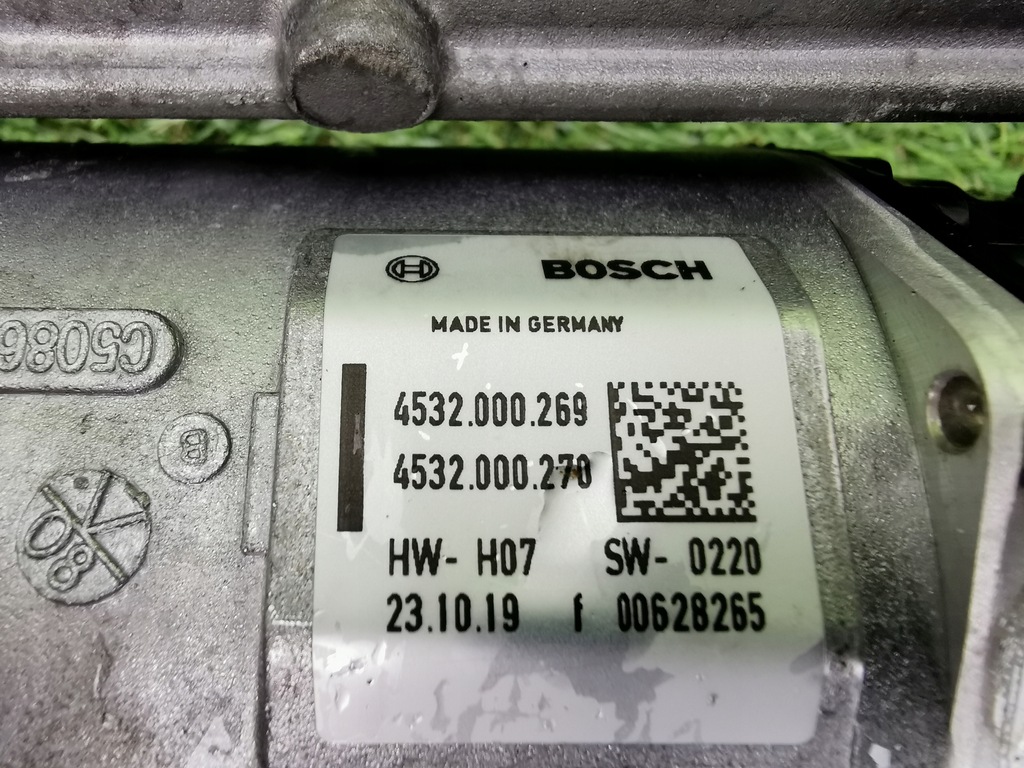 BOSCH
MADE IN GERMANY
4532.000.269
4532.000.270
HW- H07 SW- 0220
23.10.19 f 00628265
C5086
B
08